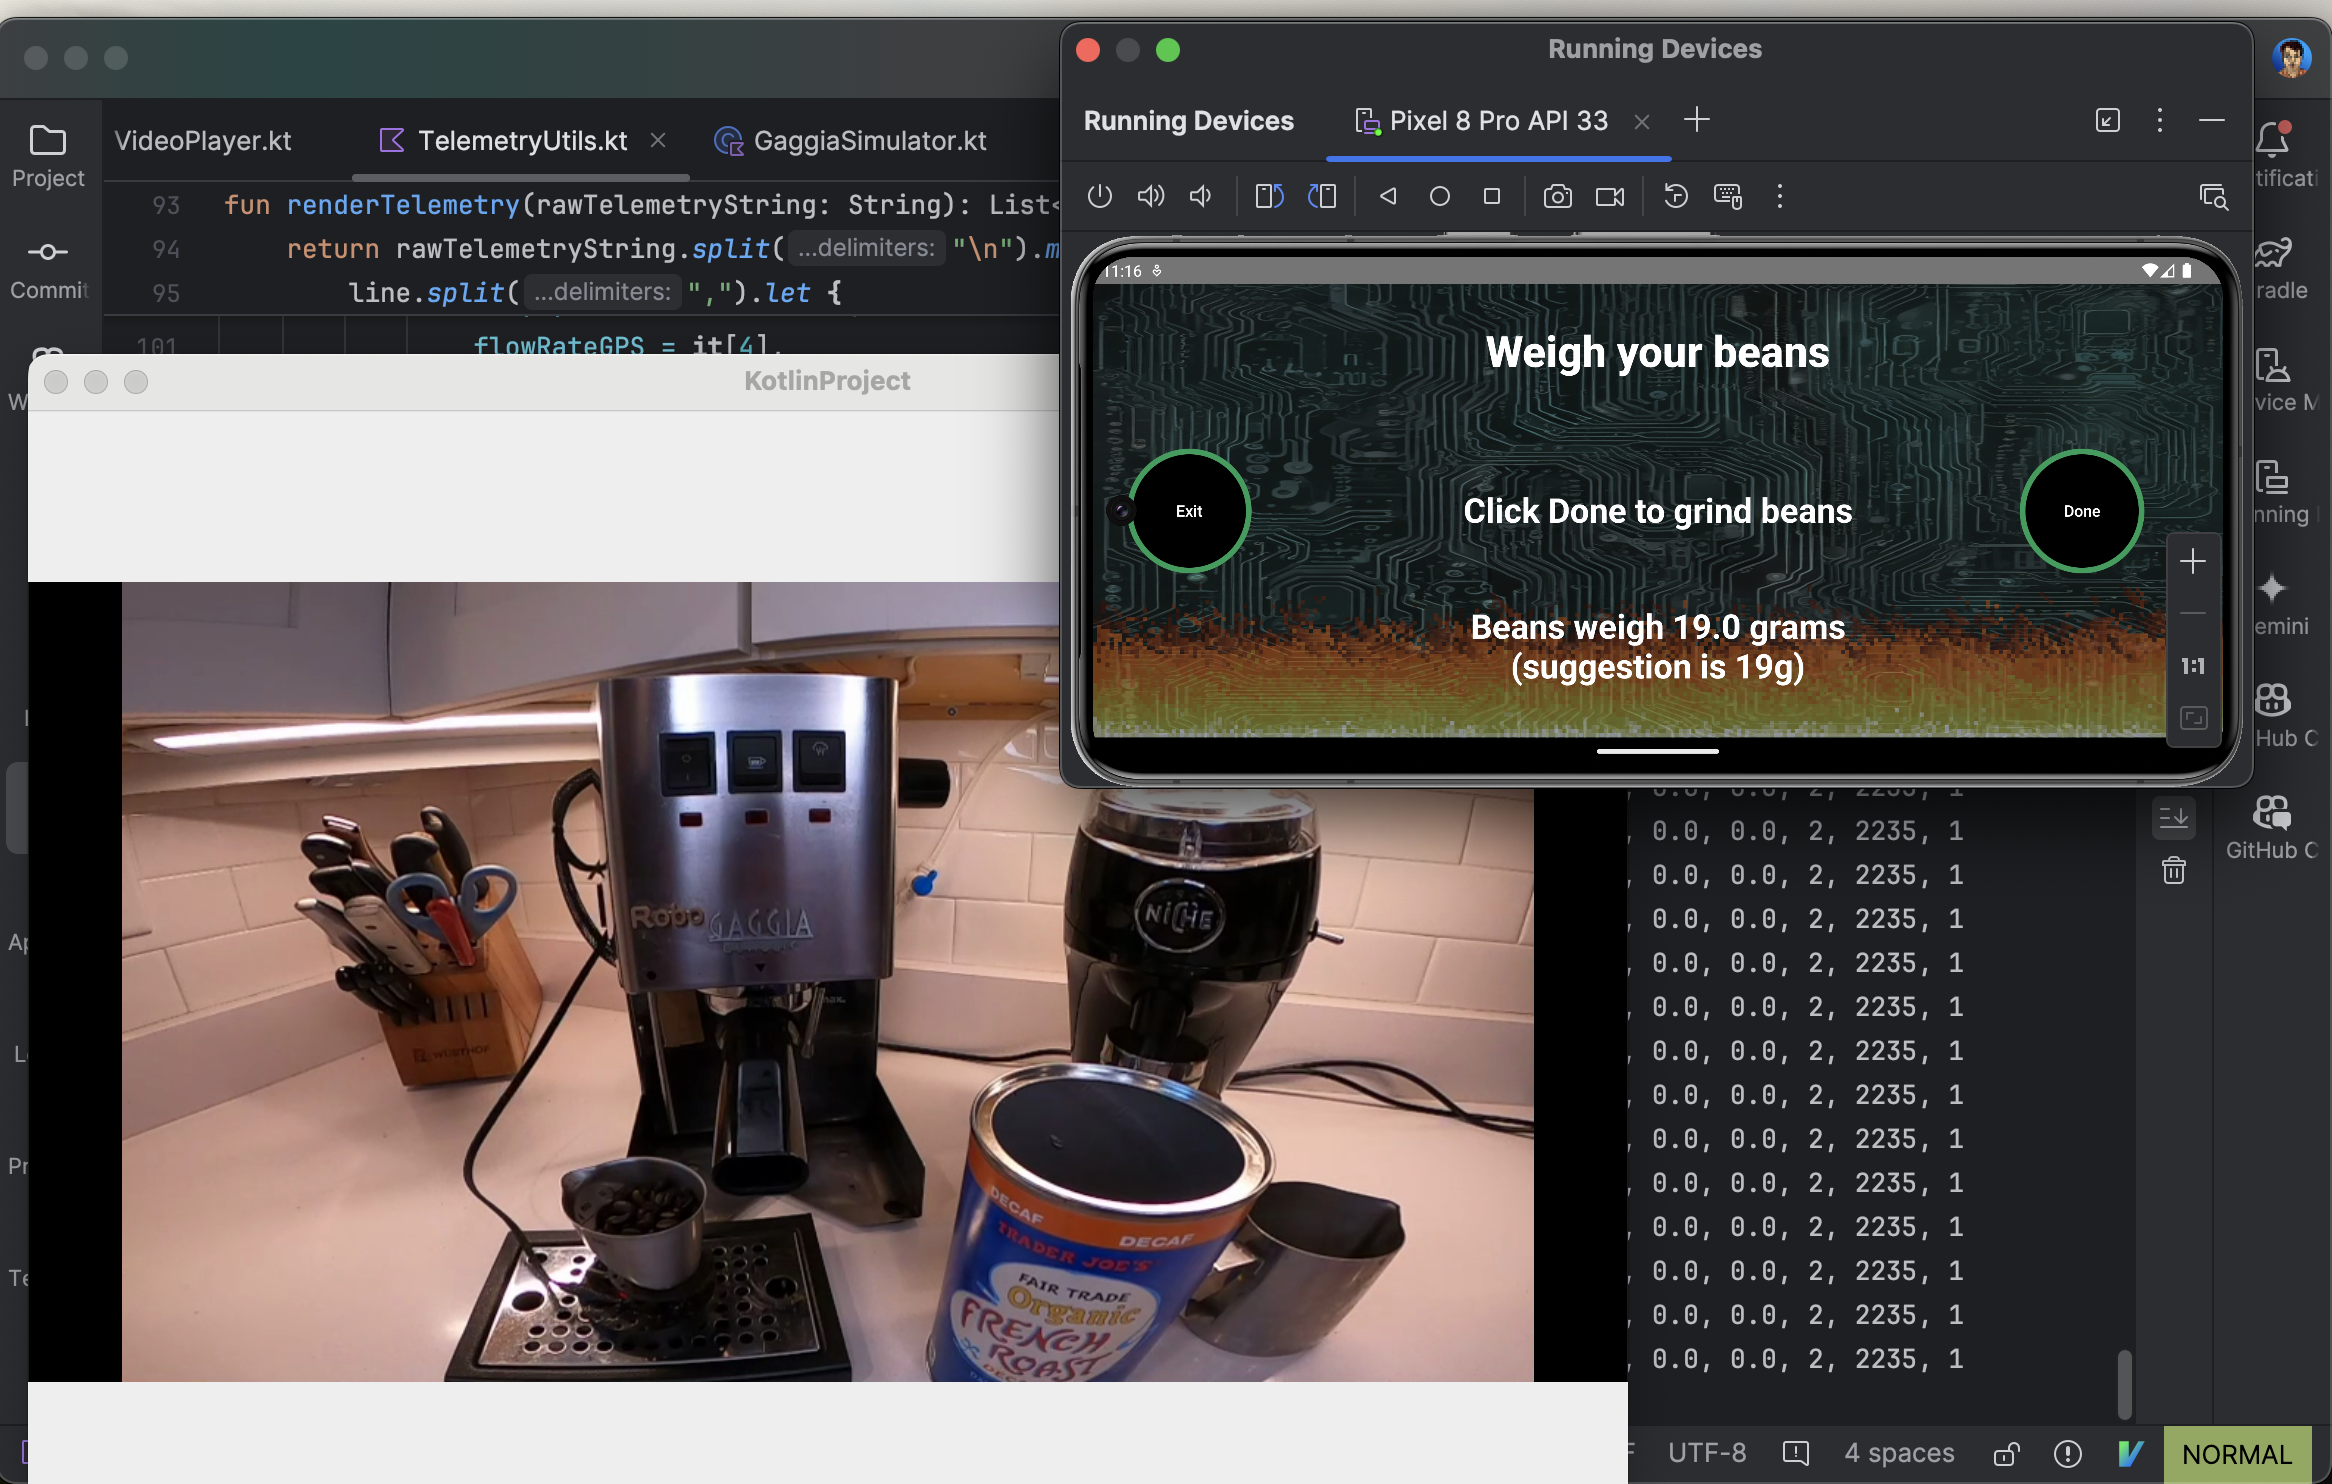 Running Devices
Running Devices
Pixel 8 Pro API 33
VideoPlayer.kt
TelemetryUtils.kt
GaggiaSimulator.kt
Project
Commit
93 fun renderTelemetry(rawTelemetryString: String): List<
94 return rawTelemetryString.split( ...delimiters: "\n").m
95 line.split( ...delimiters: ",").let {
101 flowRateGPS = it[4],
KotlinProject
11:16
Weigh your beans
Exit
Click Done to grind beans
Done
Beans weigh 19.0 grams
(suggestion is 19g)
1:1
tificati
radle
vice M
nning
emini
Hub C
GitHub C
W
Ap
L
Pr
Te
Robo GAGGIA
CLASSIC
max.
NICHE
WÜSTHOF
DECAF
DECAF
TRADER JOE'S
FAIR TRADE
Organic
FRENCH
ROAST
, 0.0, 0.0, 2, 2235, 1
, 0.0, 0.0, 2, 2235, 1
, 0.0, 0.0, 2, 2235, 1
, 0.0, 0.0, 2, 2235, 1
, 0.0, 0.0, 2, 2235, 1
, 0.0, 0.0, 2, 2235, 1
, 0.0, 0.0, 2, 2235, 1
, 0.0, 0.0, 2, 2235, 1
, 0.0, 0.0, 2, 2235, 1
, 0.0, 0.0, 2, 2235, 1
, 0.0, 0.0, 2, 2235, 1
, 0.0, 0.0, 2, 2235, 1
, 0.0, 0.0, 2, 2235, 1
, 0.0, 0.0, 2, 2235, 1
UTF-8
4 spaces
NORMAL